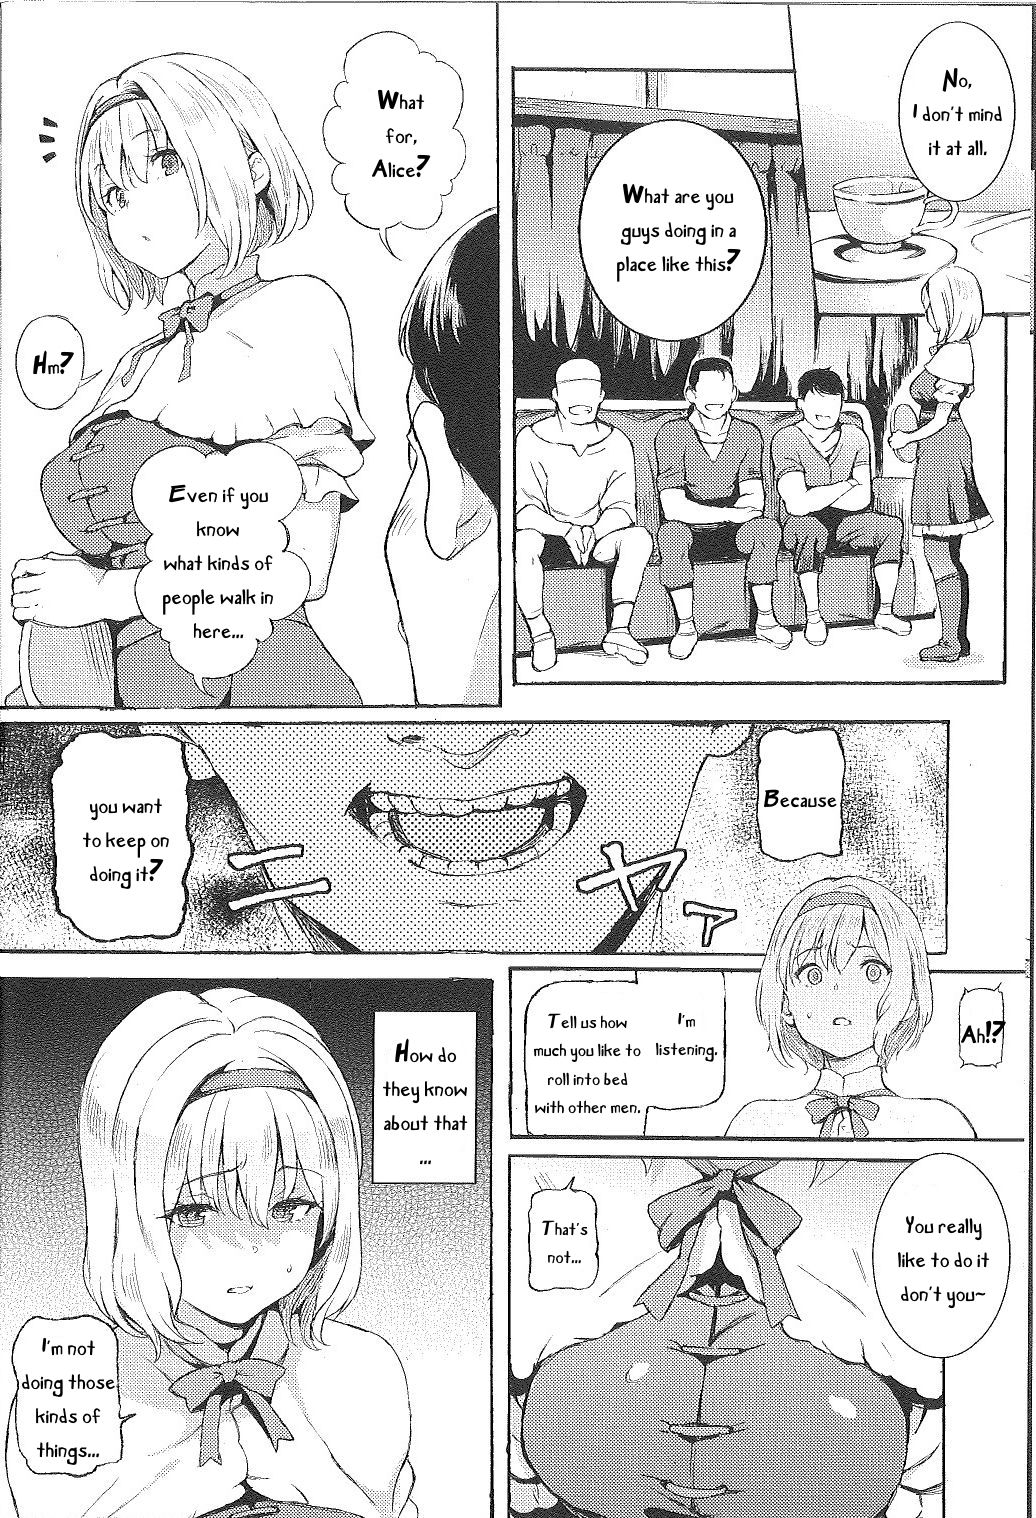 No,
I don't mind
it at all.
What are you
guys doing in a
place like this?
What
for,
Alice?
Hm?
Even if you
know
what kinds of
people walk in
here...
Because
you want
to keep on
doing it?
ニヤァ
Ah!?
I'm
listening.
Tell us how
much you like to
roll into bed
with other men.
You really
like to do it
don't you~
That's
not...
How do
they know
about that
...
I'm not
doing those
kinds of
things...